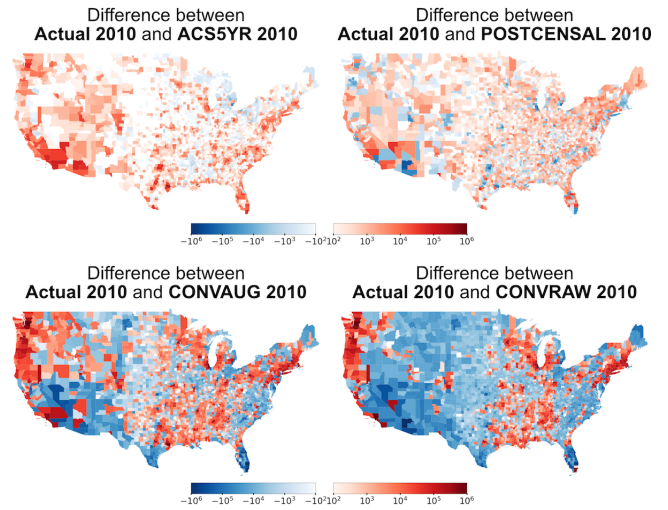 Difference between
Actual 2010 and ACS5YR 2010
Difference between
Actual 2010 and POSTCENSAL 2010
−10⁶ −10⁵ −10⁴ −10³ −10² 10² 10³ 10⁴ 10⁵ 10⁶
Difference between
Actual 2010 and CONVAUG 2010
Difference between
Actual 2010 and CONVRAW 2010
−10⁶ −10⁵ −10⁴ −10³ −10² 10² 10³ 10⁴ 10⁵ 10⁶